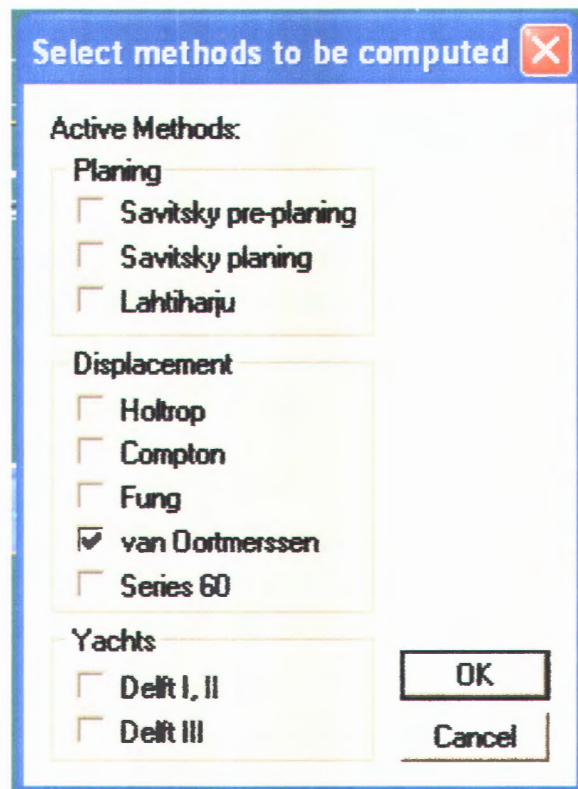 Select methods to be computed
Active Methods:
Planing
Savitsky pre-planing
Savitsky planing
Lahtiharju
Displacement
Holtrop
Compton
Fung
van Oortmerssen
Series 60
Yachts
Delft I, II
Delft III
OK
Cancel